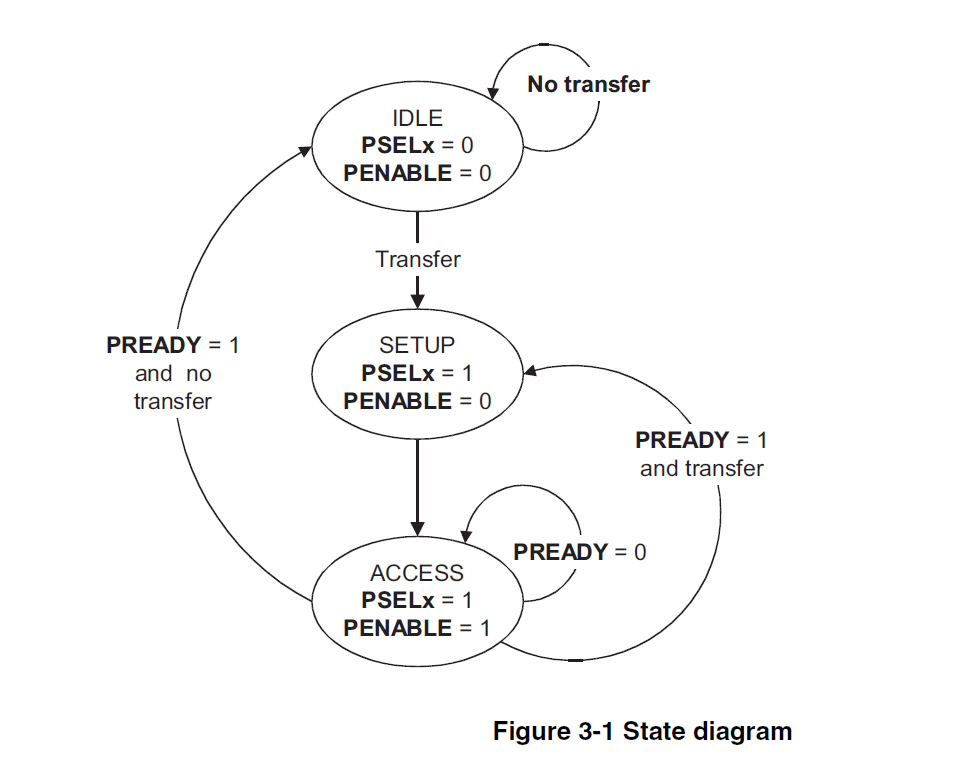 No transfer
IDLE
PSELx = 0
PENABLE = 0
Transfer
SETUP
PSELx = 1
PENABLE = 0
PREADY = 1
and no
transfer
PREADY = 1
and transfer
PREADY = 0
ACCESS
PSELx = 1
PENABLE = 1
Figure 3-1 State diagram